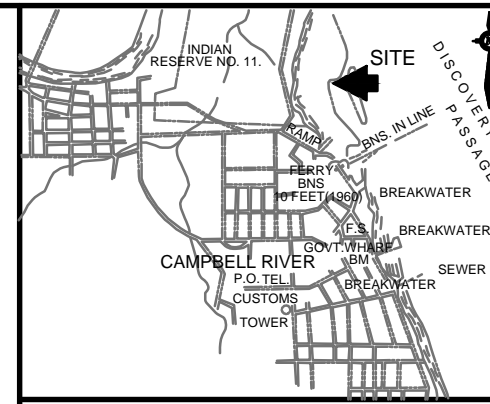 INDIAN
RESERVE NO. 11.
SITE
DISCOVERY
PASSAGE
BNS. IN LINE
RAMP
FERRY
BNS
10 FEET(1960)
BREAKWATER
F.S.
BREAKWATER
GOVT.WHARF
BM
CAMPBELL RIVER
SEWER
P.O. TEL.
BREAKWATER
CUSTOMS
TOWER